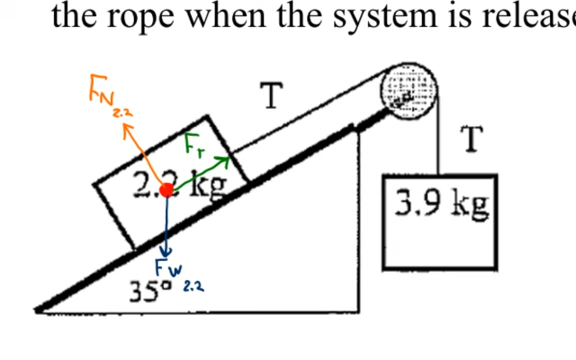 the rope when the system is release
F_N 2.2
T
F_T
T
2.2 kg
3.9 kg
F_W 2.2
35°